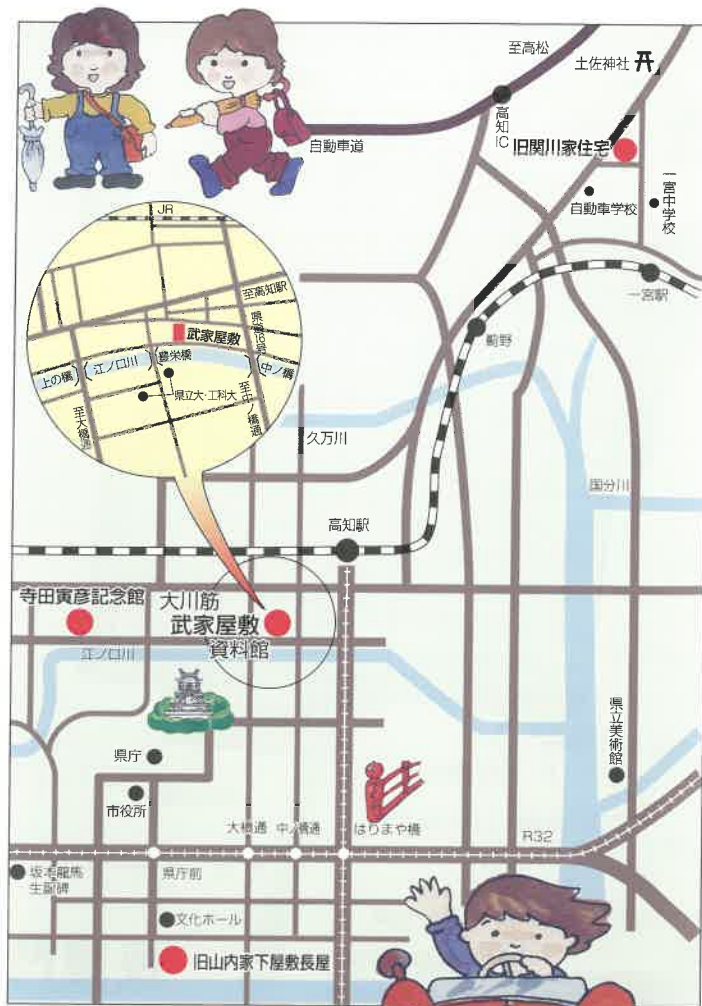 至高松
土佐神社
高知IC
自動車道
旧関川家住宅
自動車学校
一宮中学校
一宮駅
薊野
JR
至高知駅
県道16号
武家屋敷
上の橋
江ノ口川
豊栄橋
中ノ橋
県立大・工科大
至大橋通
至中ノ橋通
久万川
国分川
高知駅
寺田寅彦記念館
大川筋
武家屋敷
資料館
江ノ口川
県庁
市役所
県立美術館
大橋通
中ノ橋通
はりまや橋
R32
坂本龍馬
生誕碑
県庁前
文化ホール
旧山内家下屋敷長屋